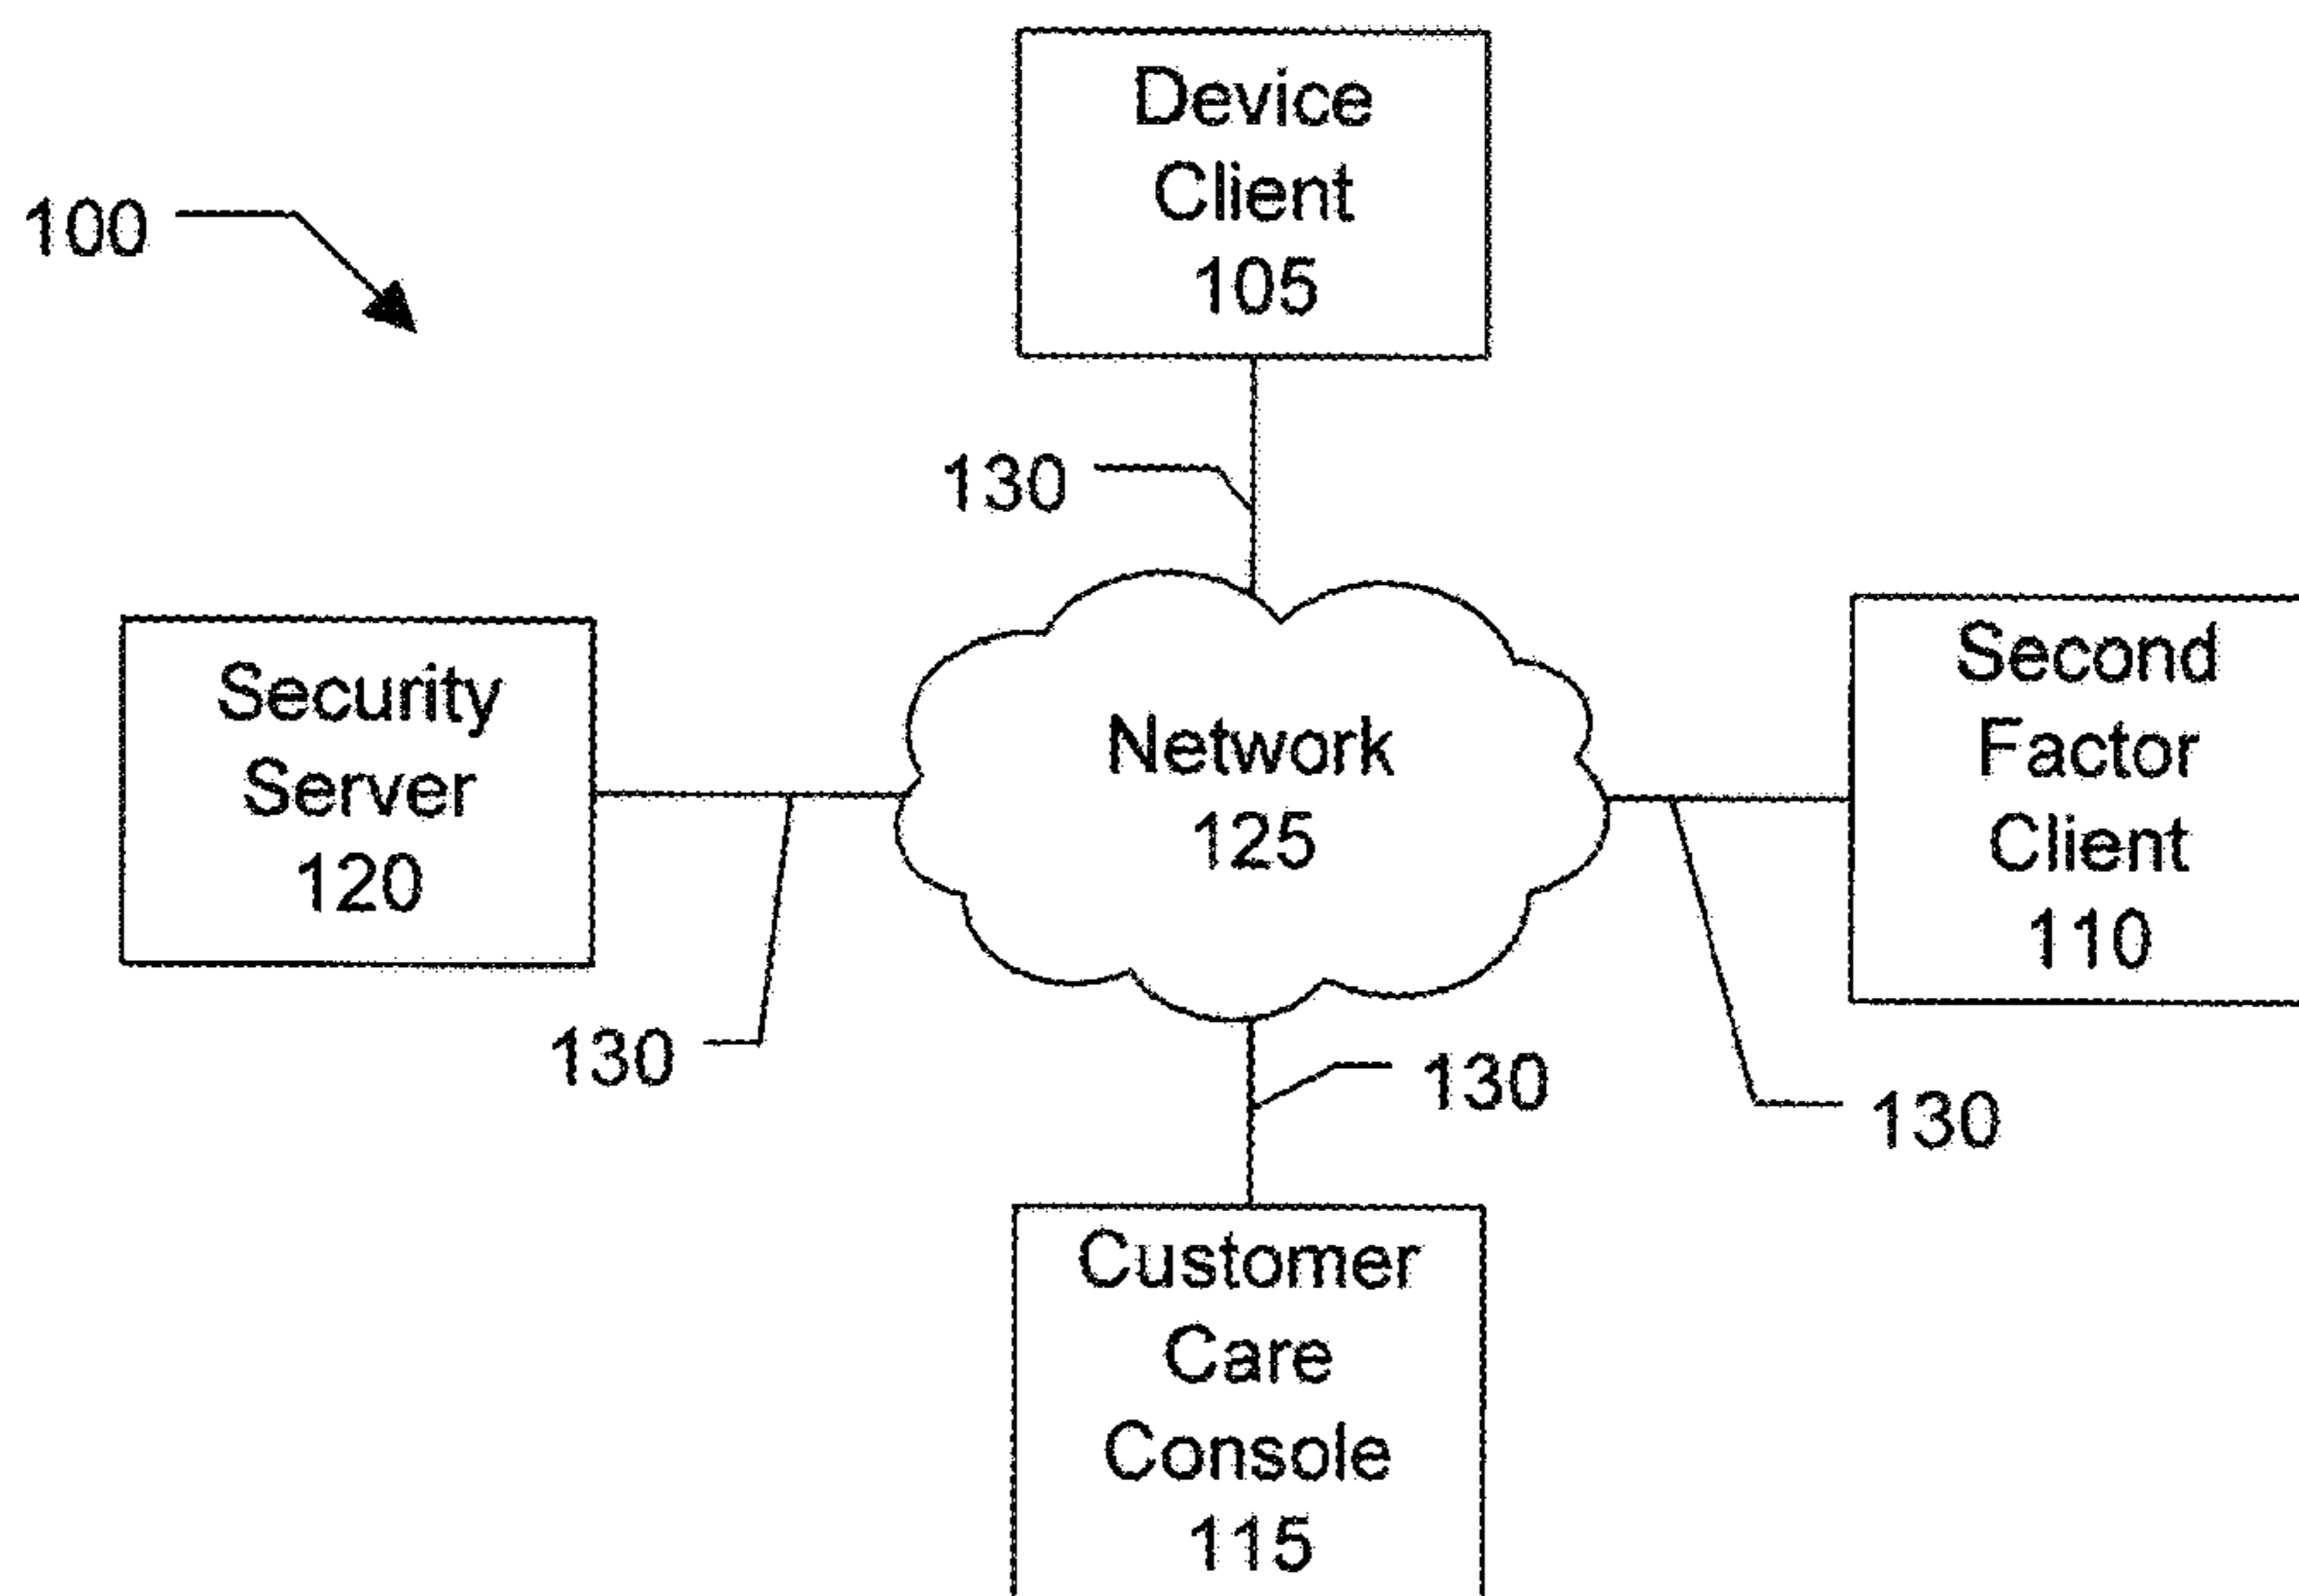 Device
Client
105
100
130
Security
Server
120
Network
125
Second
Factor
Client
110
130
130
130
Customer
Care
Console
115